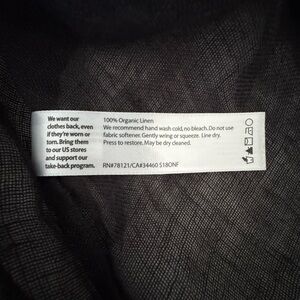 We want our
clothes back, even
if they're worn or
torn. Bring them
to our US stores
and support our
take-back program.
100% Organic Linen
We recommend hand wash cold, no bleach. Do not use
fabric softener. Gently wring or squeeze. Line dry.
Press to restore. May be dry cleaned.
RN#78121/CA#34460 S18ONF